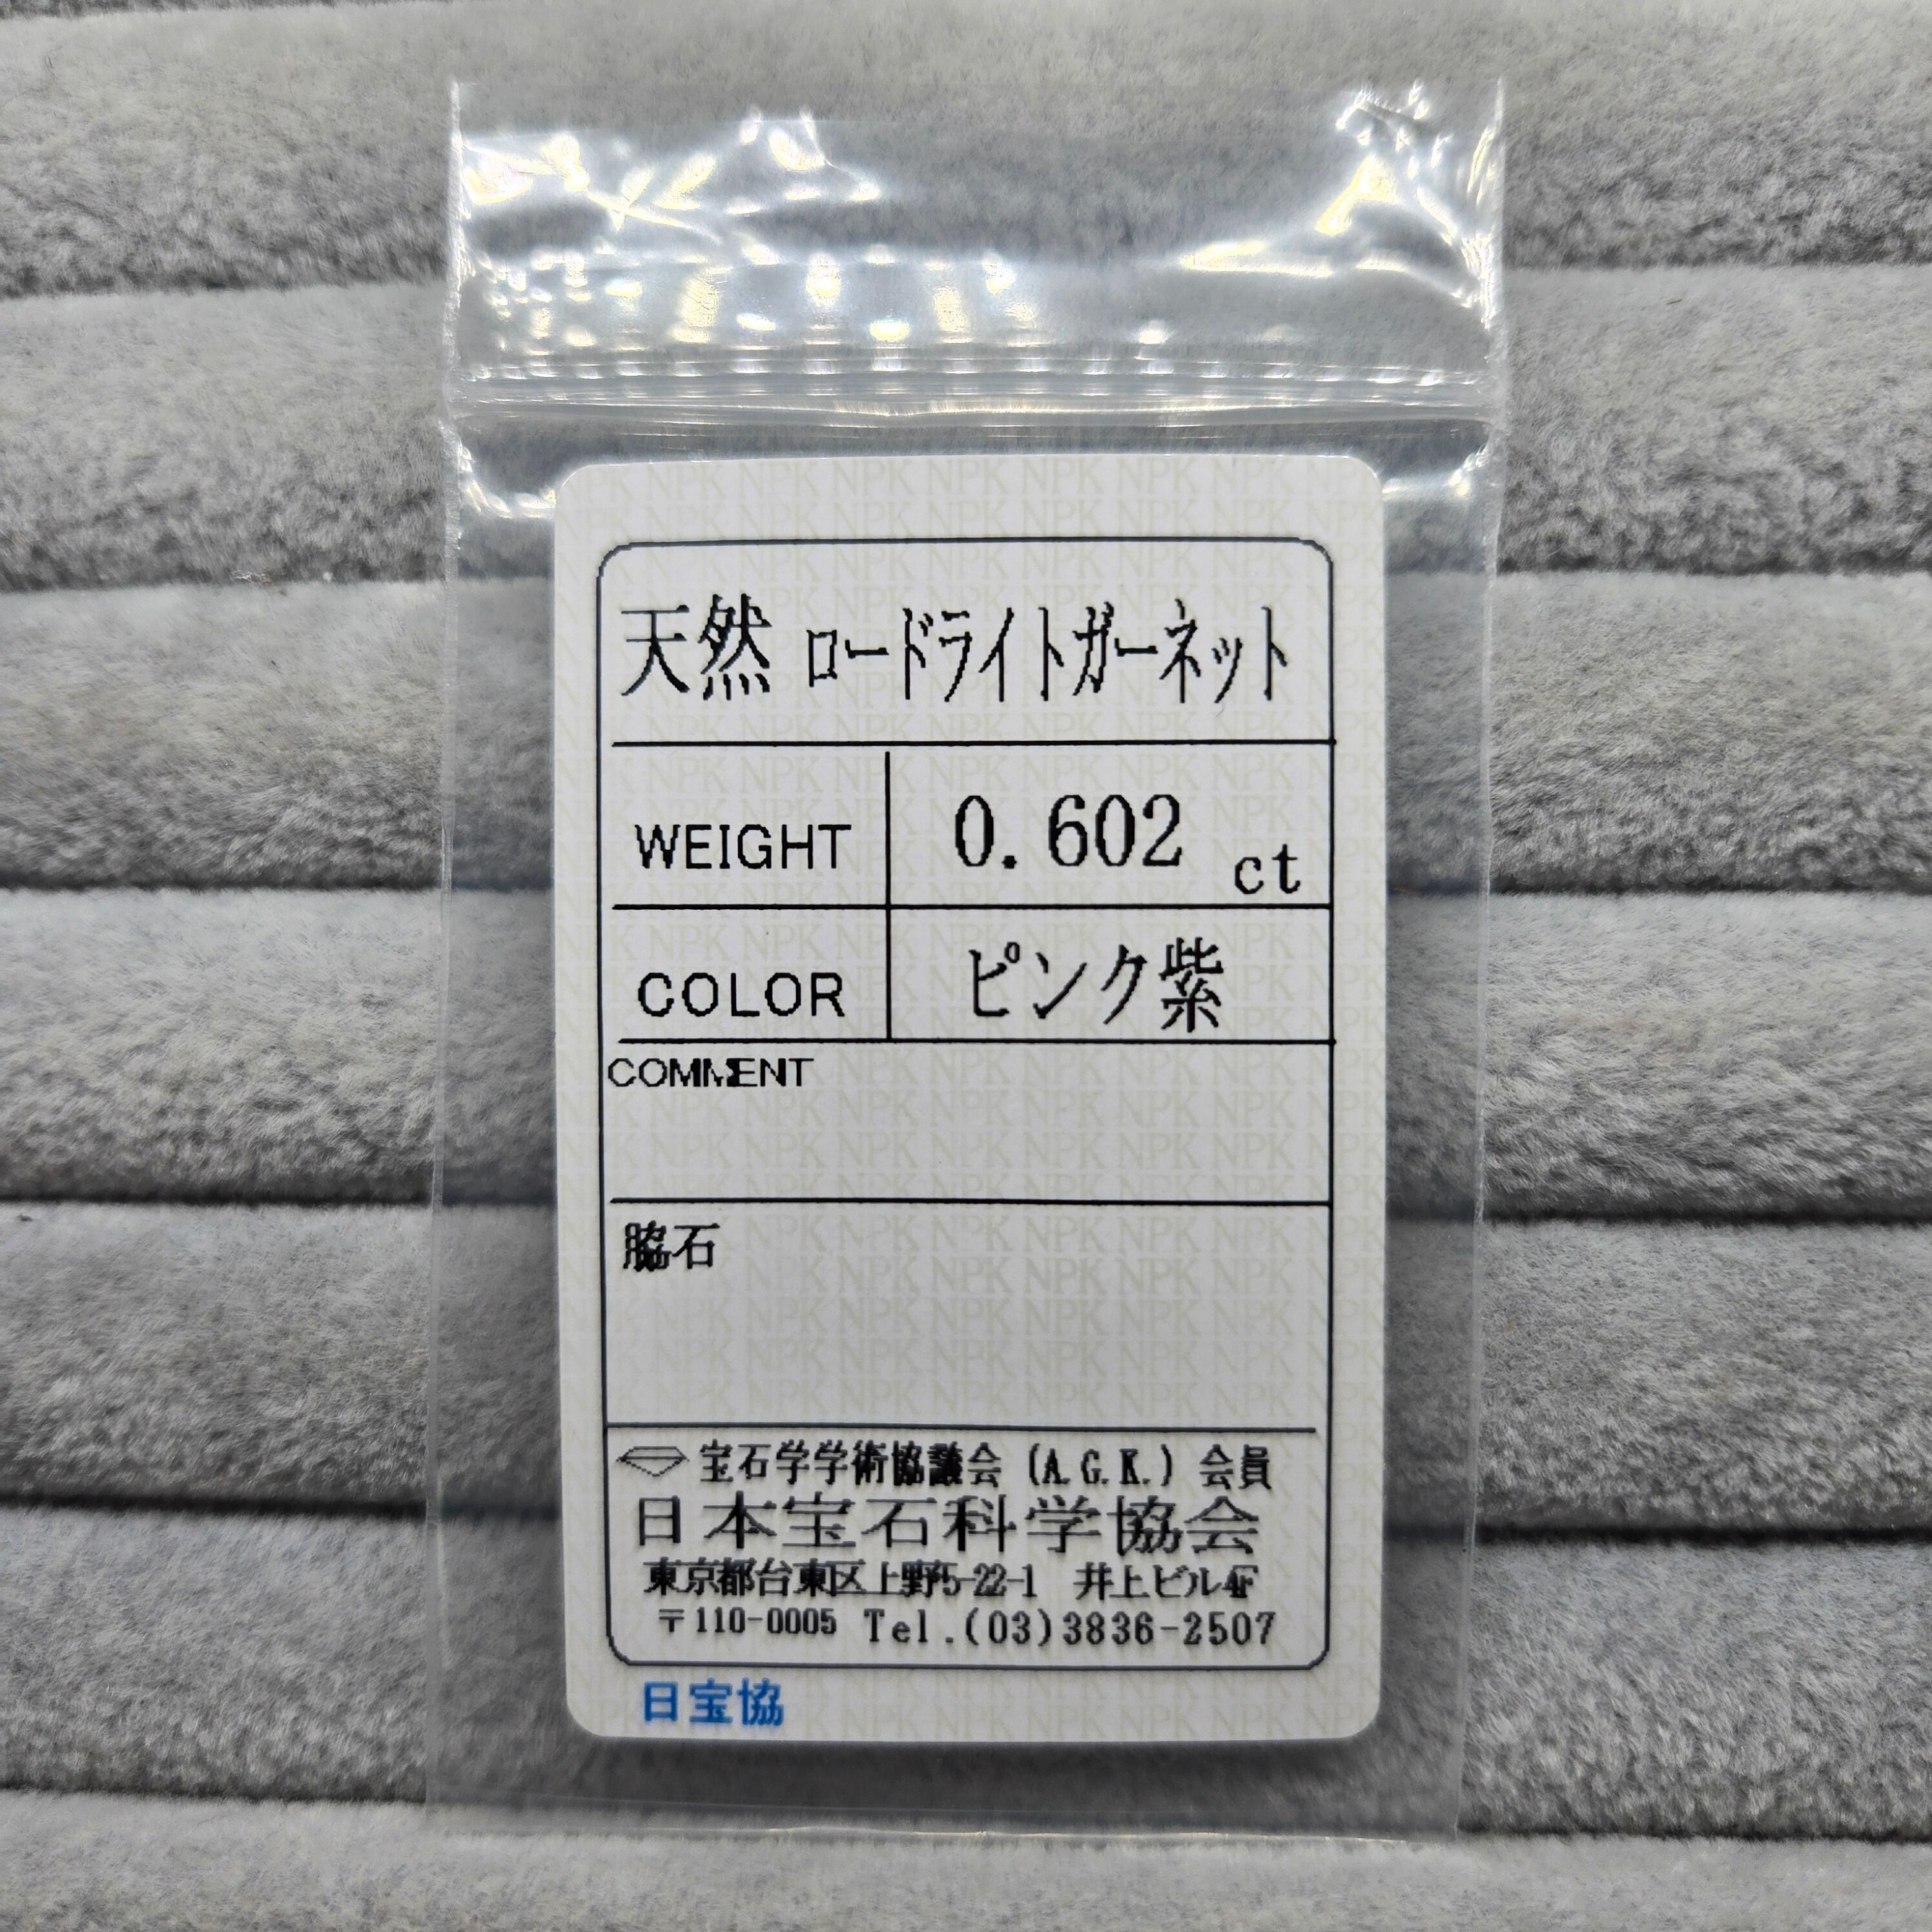 天然 ロードライトガーネット
WEIGHT 0.602 ct
COLOR ピンク紫
COMMENT
脇石
宝石学学術協議会 (A.G.K.) 会員
日本宝石科学協会
東京都台東区上野5-22-1 井上ビル4F
〒110-0005 Tel.(03)3836-2507
日宝協